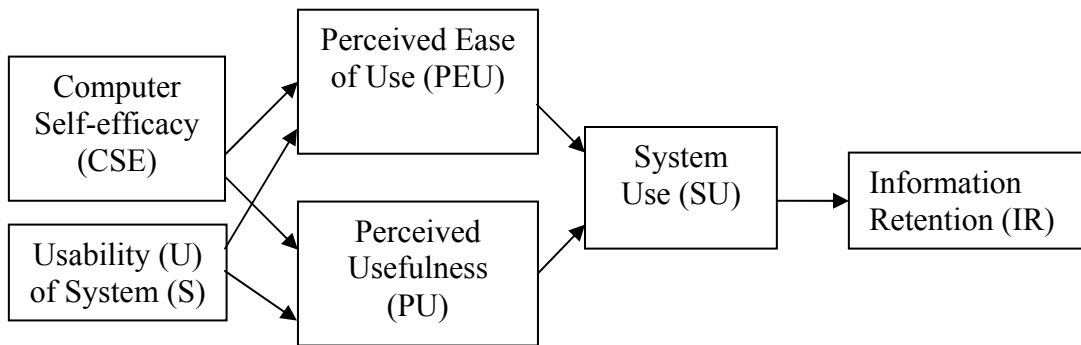 Computer
Self-efficacy
(CSE)
Usability (U)
of System (S)
Perceived Ease
of Use (PEU)
Perceived
Usefulness
(PU)
System
Use (SU)
Information
Retention (IR)